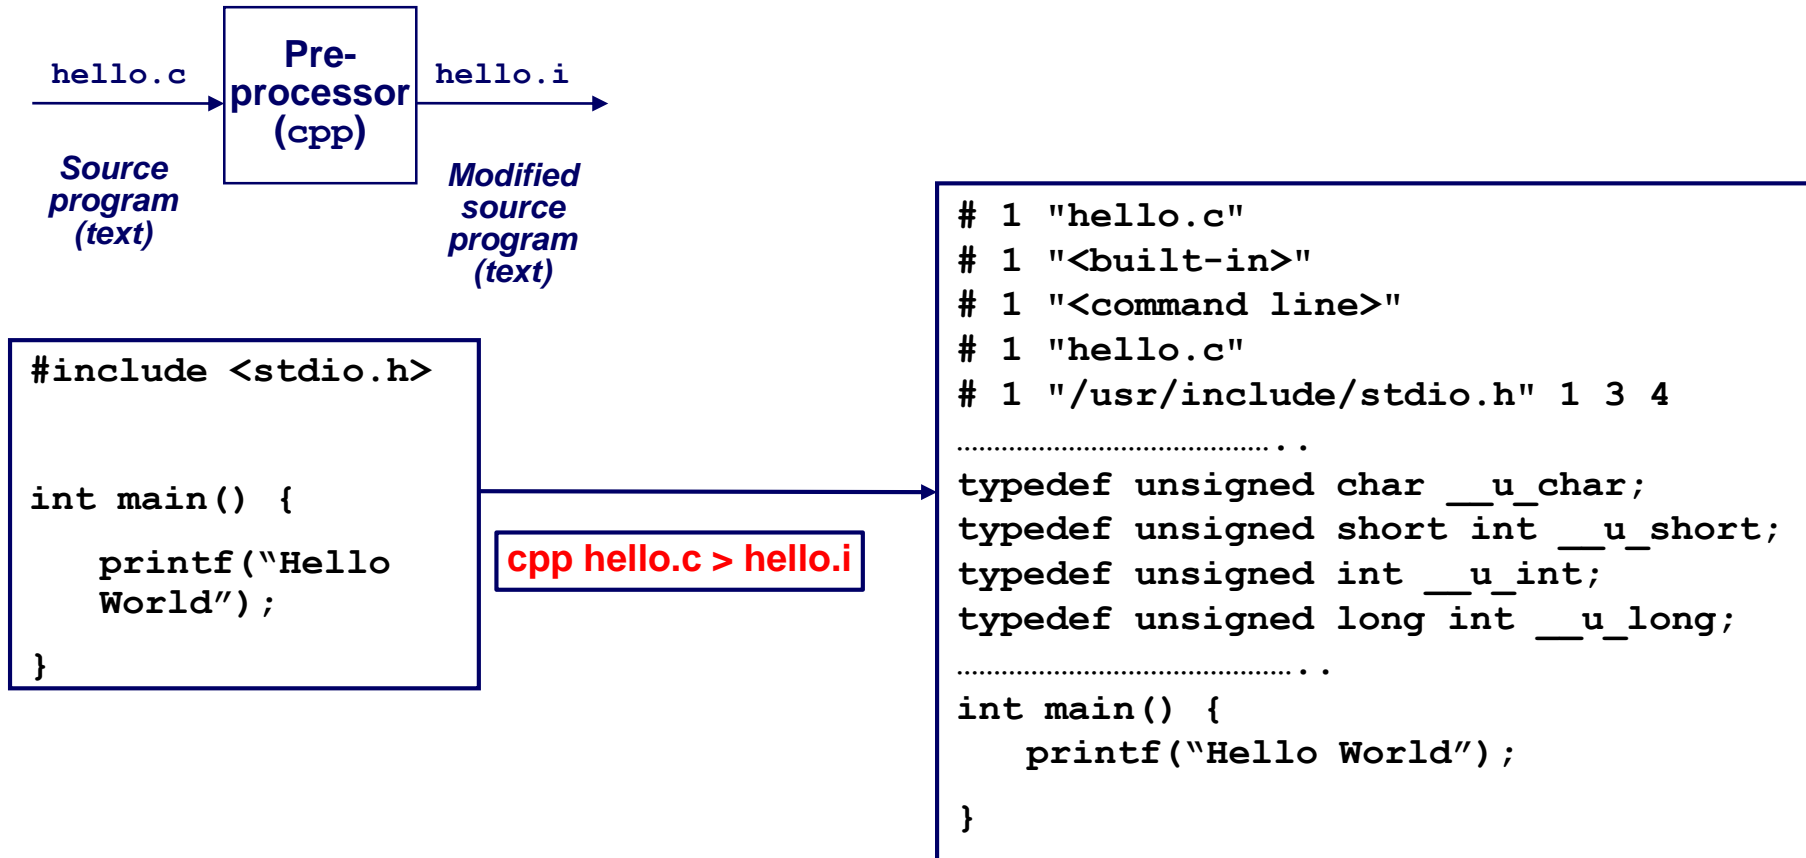 hello.c
Pre-
processor
(cpp)
hello.i
Source
program
(text)
Modified
source
program
(text)
#include <stdio.h>
int main() {
printf(“Hello
World”);
}
cpp hello.c > hello.i
# 1 "hello.c"
# 1 "<built-in>"
# 1 "<command line>"
# 1 "hello.c"
# 1 "/usr/include/stdio.h" 1 3 4
……………………………………..
typedef unsigned char __u_char;
typedef unsigned short int __u_short;
typedef unsigned int __u_int;
typedef unsigned long int __u_long;
………………………………………..
int main() {
printf(“Hello World”);
}